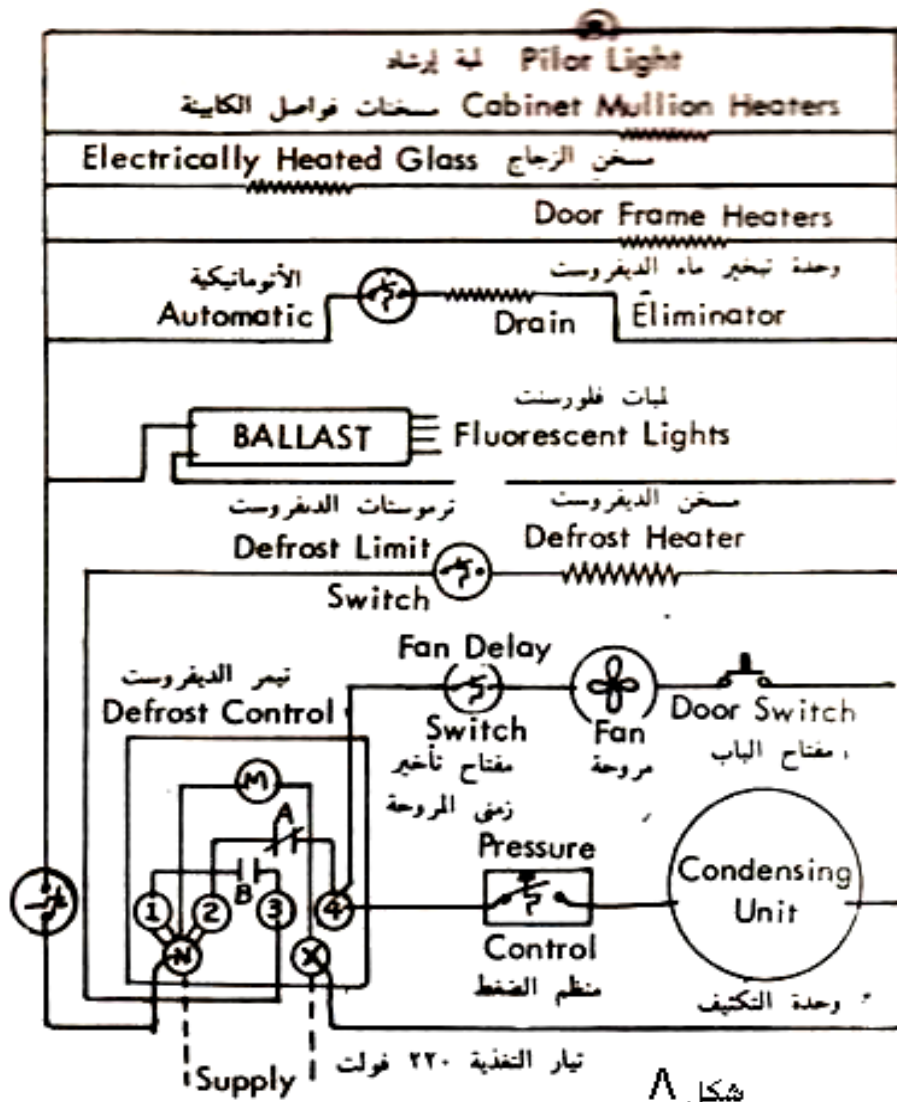 لمبة إرشاد Pilor Light
مسخنات فواصل الكابينة Cabinet Mullion Heaters
Electrically Heated Glass مسخن الزجاج
Door Frame Heaters
الأتوماتيكية وحدة تبخير ماء الديفروست
Automatic Drain Eliminator
لمبات فلورسنت
BALLAST Fluorescent Lights
ترموستات الديفروست مسخن الديفروست
Defrost Limit Defrost Heater
Switch
Fan Delay
تيمر الديفروست
Defrost Control Switch Fan Door Switch
مفتاح تأخير مروحة مفتاح الباب
زمنى المروحة
M
A
Pressure
B
Condensing
1 2 3 4 Unit
N X Control
منظم الضغط وحدة التكثيف
Supply تيار التغذية ٢٢٠ فولت
شكل ٨